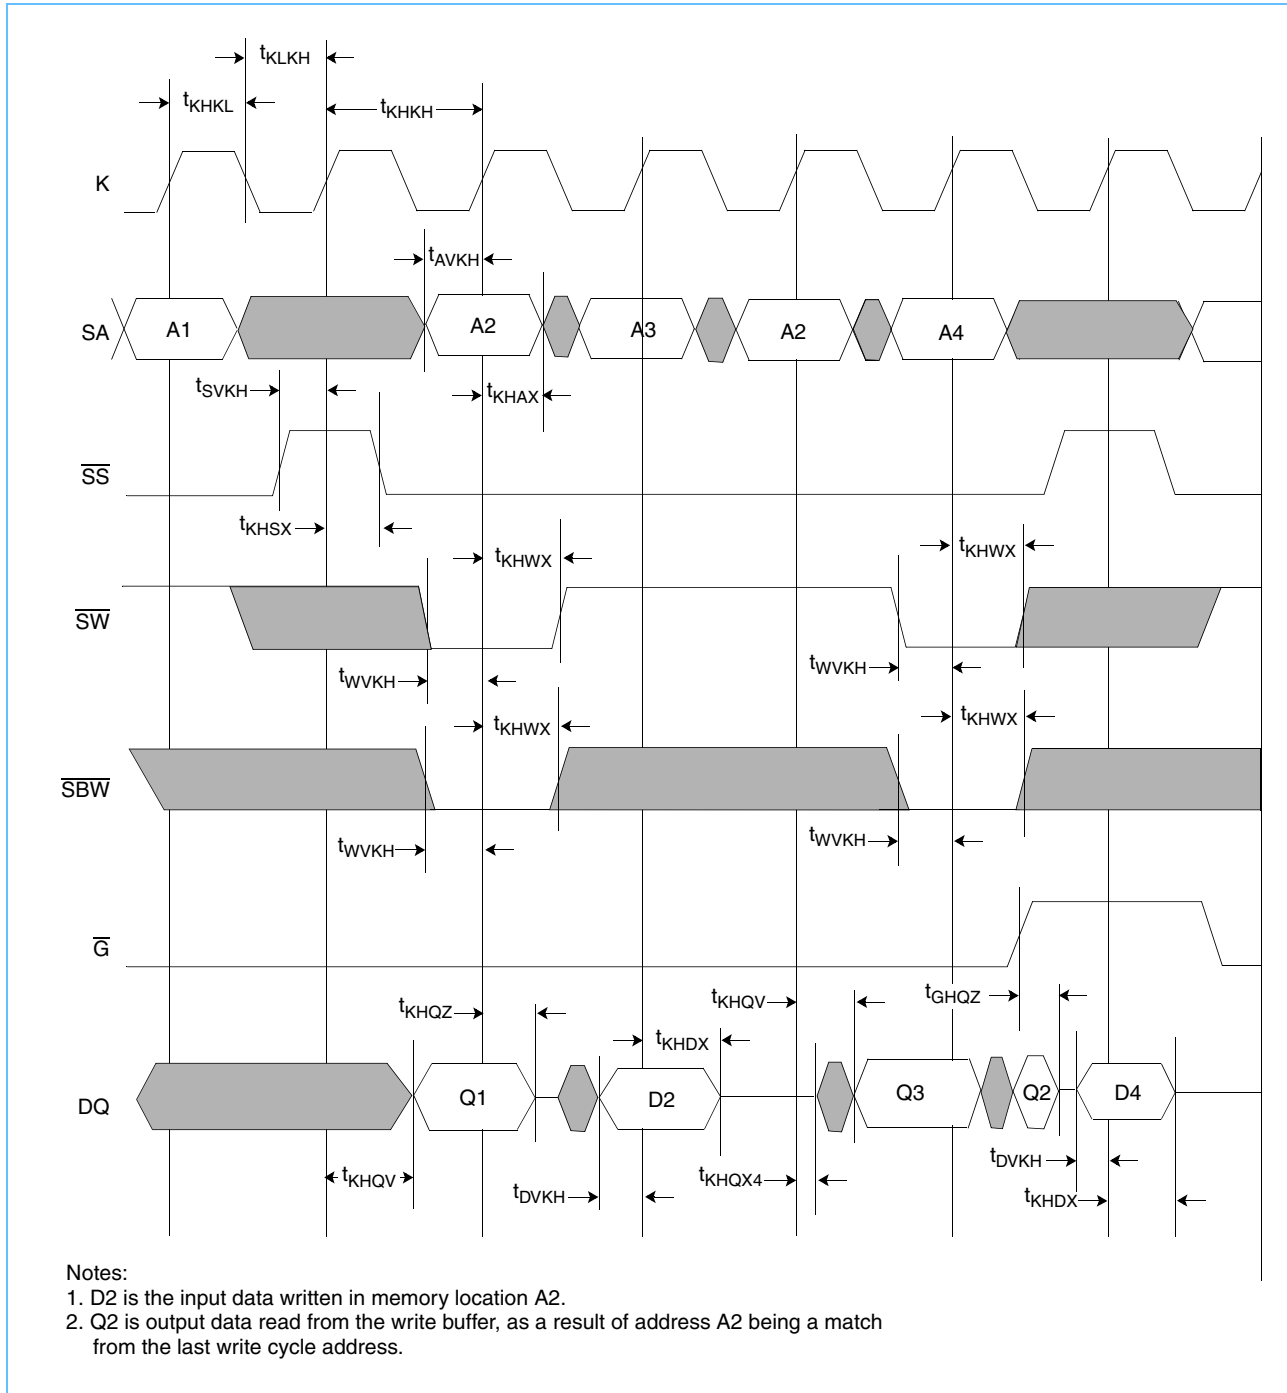 tKLKH
tKHKL
tKHKH
K
tAVKH
SA
A1
A2
A3
A2
A4
tSVKH
tKHAX
SS
tKHSX
tKHWX
tKHWX
SW
tWVKH
tWVKH
tKHWX
tKHWX
SBW
tWVKH
tWVKH
G
tKHQZ
tKHQV
tGHQZ
tKHDX
DQ
Q1
D2
Q3
Q2
D4
tKHQV
tDVKH
tKHQX4
tDVKH
tKHDX
Notes:
1. D2 is the input data written in memory location A2.
2. Q2 is output data read from the write buffer, as a result of address A2 being a match
from the last write cycle address.